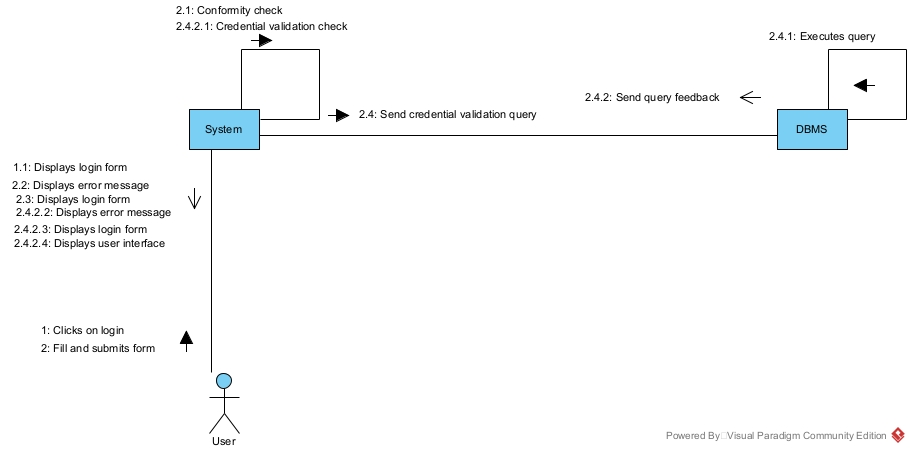 2.1: Conformity check
2.4.2.1: Credential validation check
2.4.1: Executes query
2.4.2: Send query feedback
2.4: Send credential validation query
System
DBMS
1.1: Displays login form
2.2: Displays error message
2.3: Displays login form
2.4.2.2: Displays error message
2.4.2.3: Displays login form
2.4.2.4: Displays user interface
1: Clicks on login
2: Fill and submits form
User
Powered By Visual Paradigm Community Edition